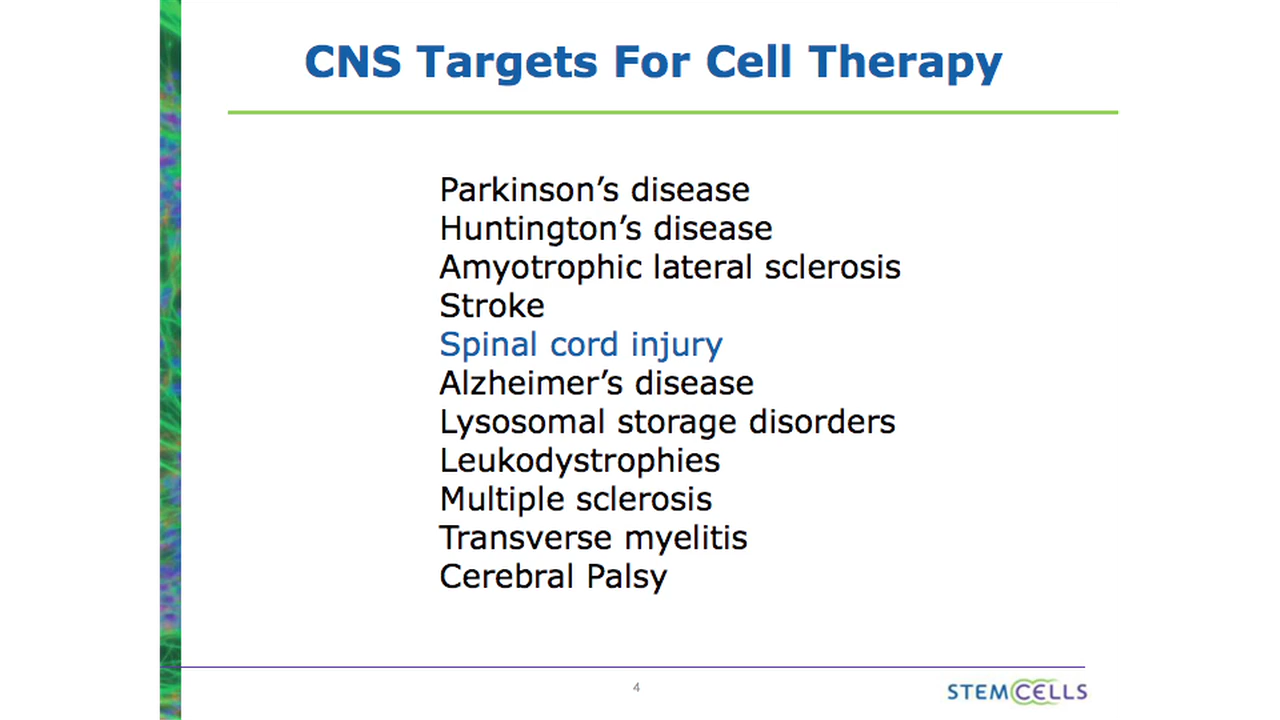 CNS Targets For Cell Therapy
Parkinson’s disease
Huntington’s disease
Amyotrophic lateral sclerosis
Stroke
Spinal cord injury
Alzheimer’s disease
Lysosomal storage disorders
Leukodystrophies
Multiple sclerosis
Transverse myelitis
Cerebral Palsy
4
STEMCELLS